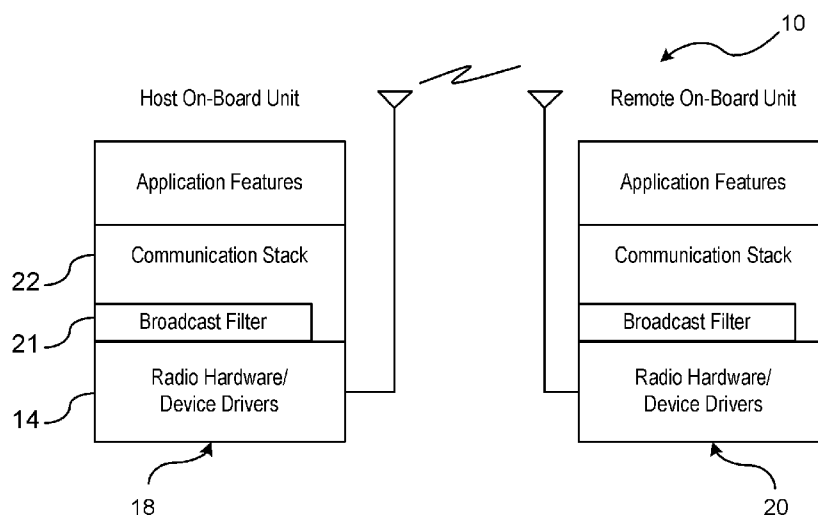 10
Host On-Board Unit
Remote On-Board Unit
Application Features
Application Features
22
Communication Stack
Communication Stack
21
Broadcast Filter
Broadcast Filter
14
Radio Hardware/
Device Drivers
Radio Hardware/
Device Drivers
18
20